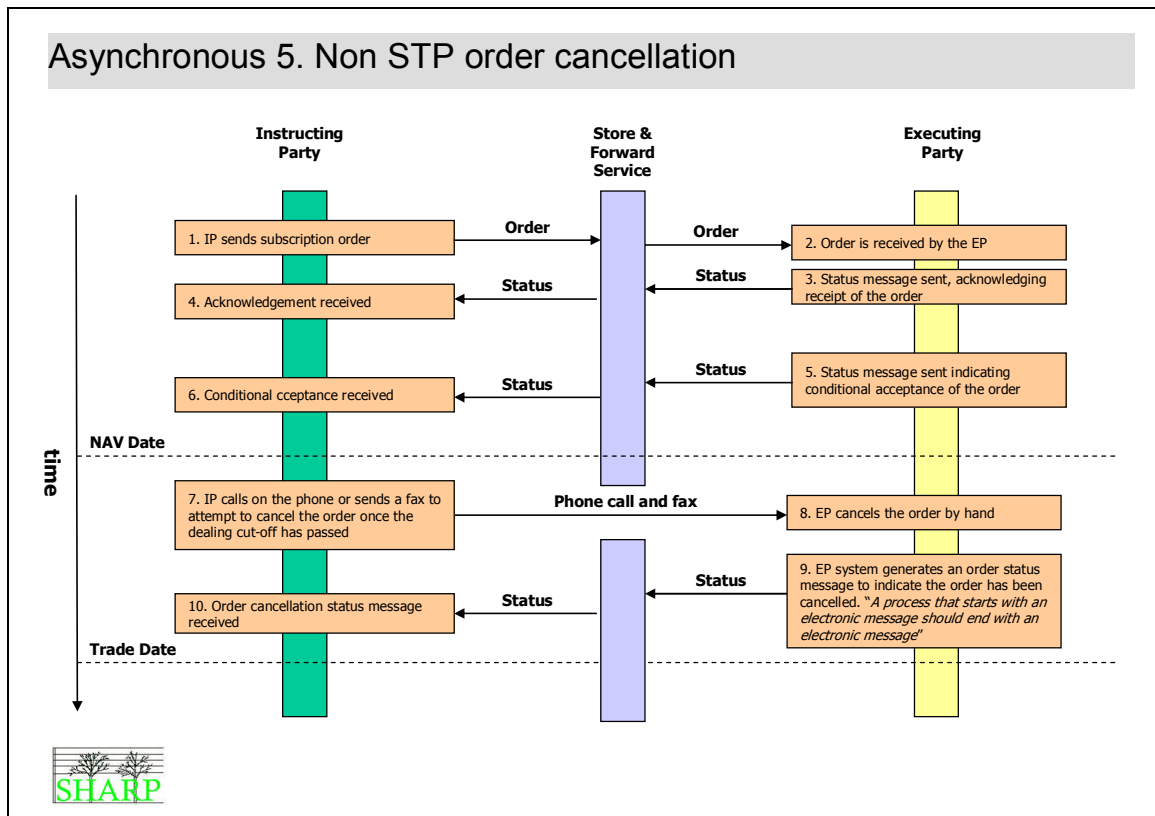 Asynchronous 5. Non STP order cancellation
Instructing
Party
Store &
Forward
Service
Executing
Party
1. IP sends subscription order
Order
Order
2. Order is received by the EP
3. Status message sent, acknowledging
receipt of the order
Status
Status
4. Acknowledgement received
5. Status message sent indicating
conditional acceptance of the order
Status
Status
6. Conditional cceptance received
NAV Date
time
7. IP calls on the phone or sends a fax to
attempt to cancel the order once the
dealing cut-off has passed
Phone call and fax
8. EP cancels the order by hand
9. EP system generates an order status
message to indicate the order has been
cancelled. “A process that starts with an
electronic message should end with an
electronic message”
Status
Status
10. Order cancellation status message
received
Trade Date
SHARP